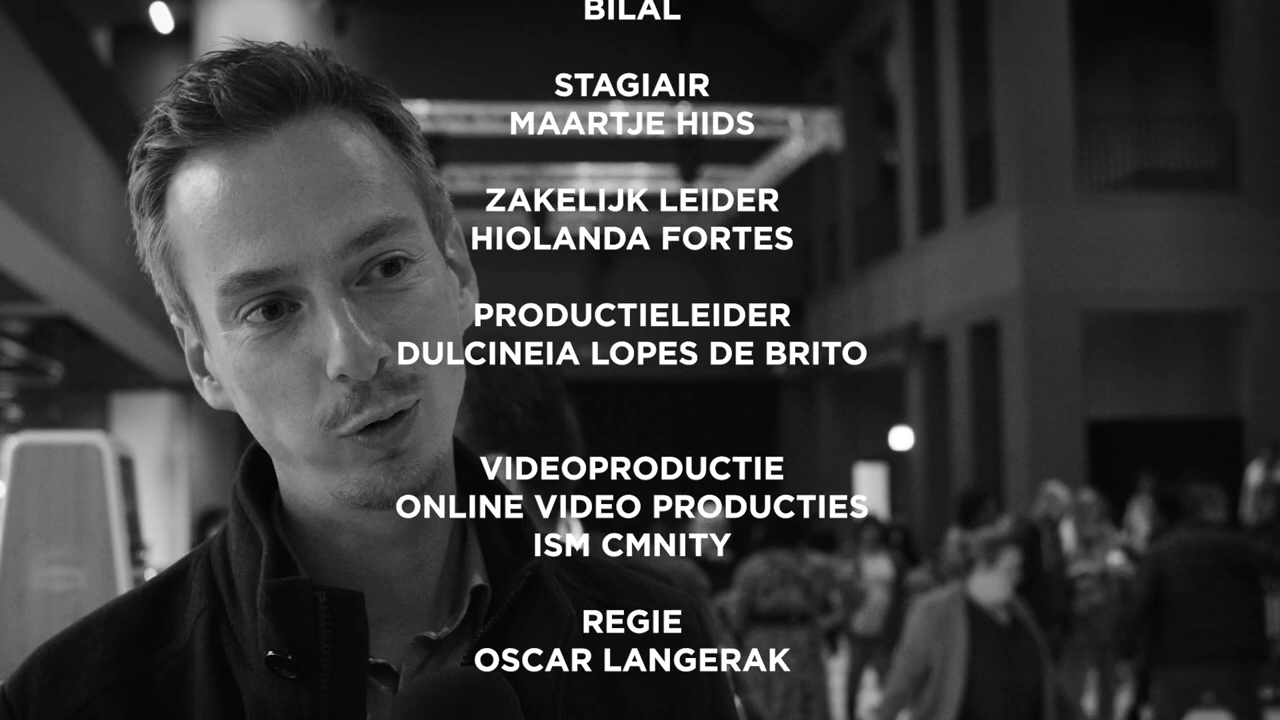 BILAL
STAGIAIR
MAARTJE HIDS
ZAKELIJK LEIDER
HIOLANDA FORTES
PRODUCTIELEIDER
DULCINEIA LOPES DE BRITO
VIDEOPRODUCTIE
ONLINE VIDEO PRODUCTIES
ISM CMNITY
REGIE
OSCAR LANGERAK